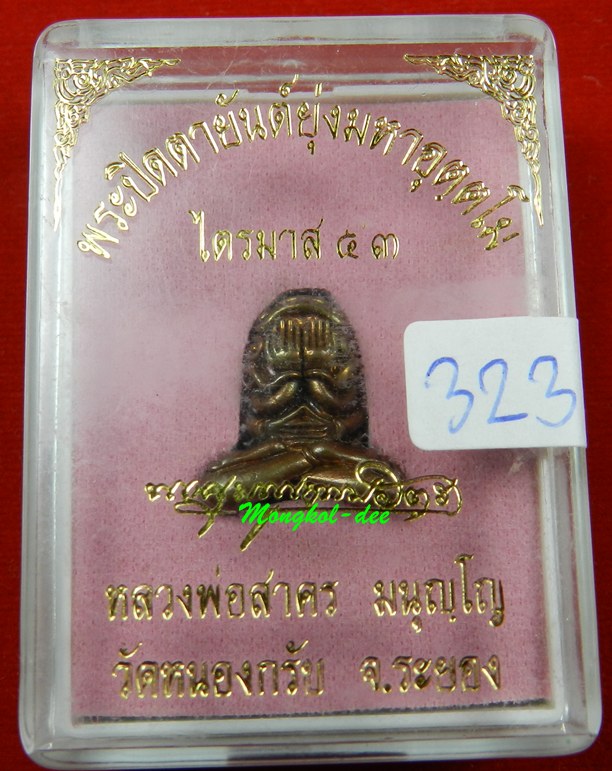 พระปิดตายันต์ยุ่งมหาอุตฺตโม
ไตรมาส ๕๓
323
Mongkol-dee
หลวงพ่อสาคร มนุญฺโญ
วัดหนองกรับ จ.ระยอง